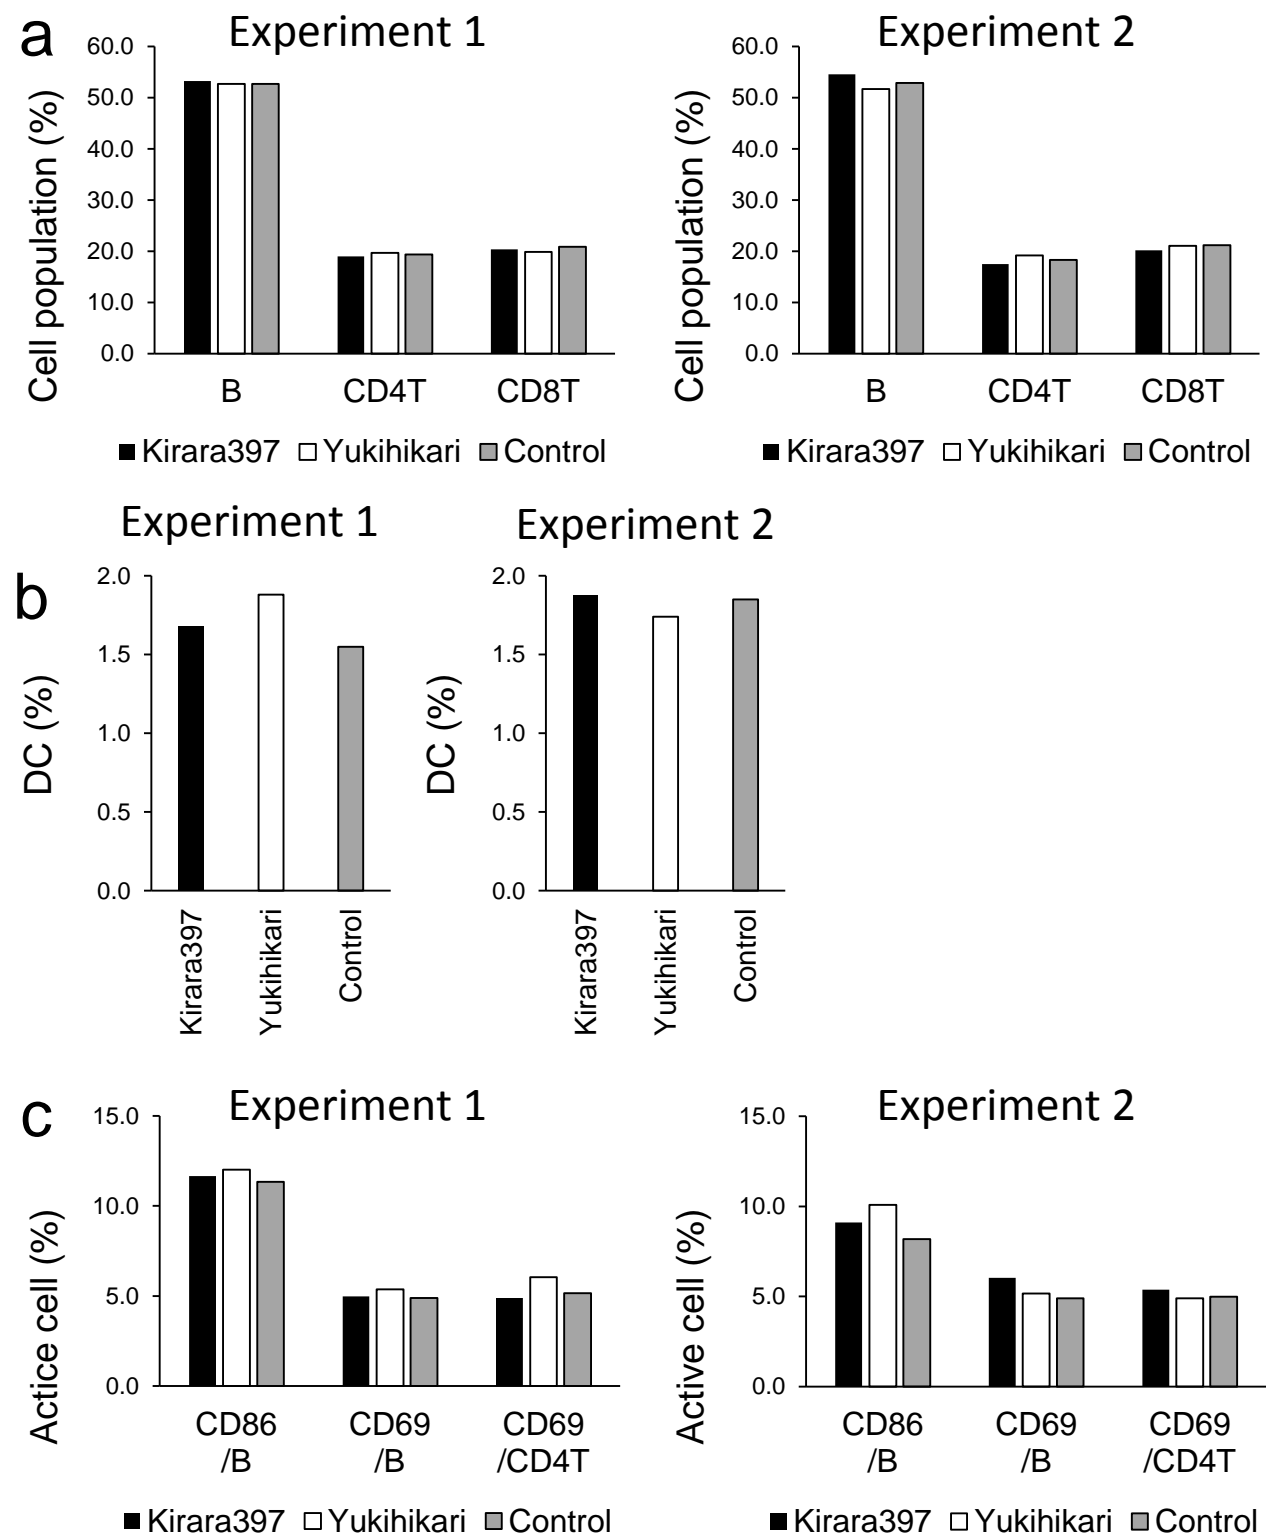 a
Experiment 1
Cell population (%)
60.0
50.0
40.0
30.0
20.0
10.0
0.0
B CD4T CD8T
Kirara397 Yukihikari Control
Experiment 2
Cell population (%)
60.0
50.0
40.0
30.0
20.0
10.0
0.0
B CD4T CD8T
Kirara397 Yukihikari Control
b
Experiment 1
DC (%)
2.0
1.5
1.0
0.5
0.0
Kirara397
Yukihikari
Control
Experiment 2
DC (%)
2.0
1.5
1.0
0.5
0.0
Kirara397
Yukihikari
Control
c
Experiment 1
Actice cell (%)
15.0
10.0
5.0
0.0
CD86 CD69 CD69
/B /B /CD4T
Kirara397 Yukihikari Control
Experiment 2
Active cell (%)
15.0
10.0
5.0
0.0
CD86 CD69 CD69
/B /B /CD4T
Kirara397 Yukihikari Control